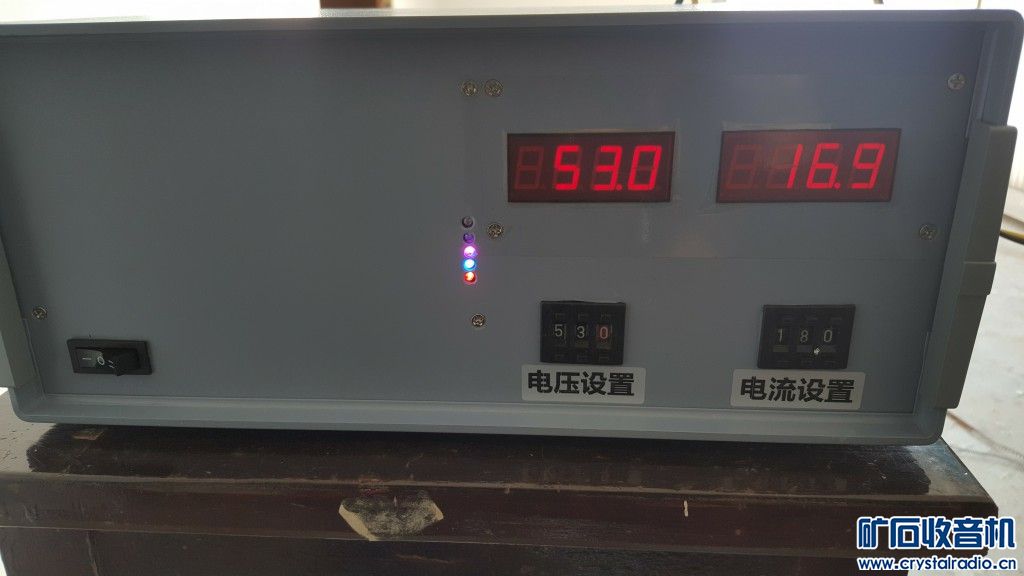 53.0
16.9
530
180
电压设置
电流设置
矿石收音机
www.crystalradio.cn